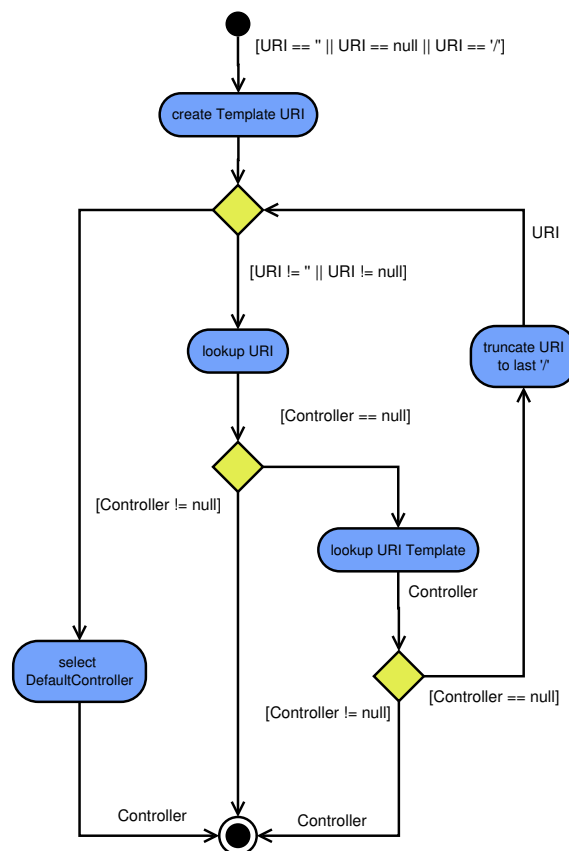 [URI == '' || URI == null || URI == '/']
create Template URI
URI
[URI != '' || URI != null]
lookup URI
truncate URI
to last '/'
[Controller == null]
[Controller != null]
lookup URI Template
Controller
select
DefaultController
[Controller != null]
[Controller == null]
Controller
Controller